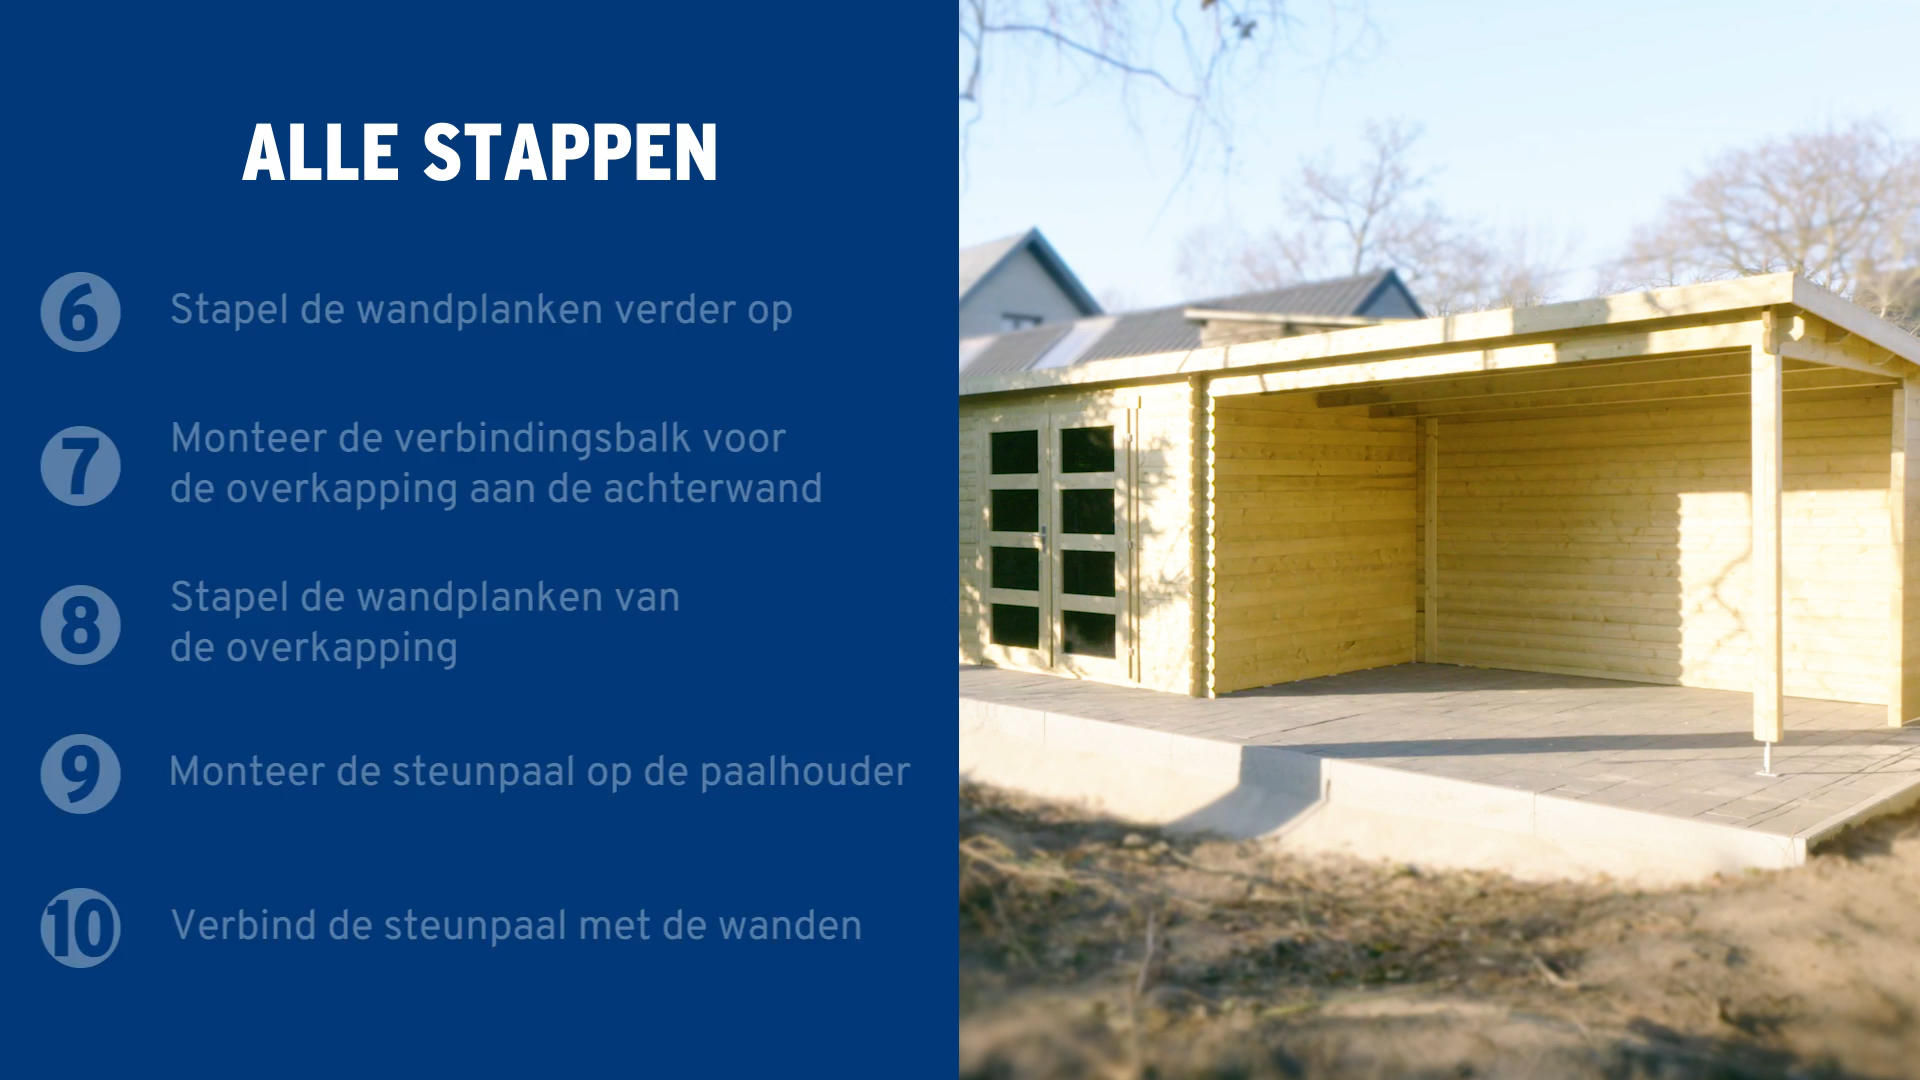 ALLE STAPPEN
6 Stapel de wandplanken verder op
7 Monteer de verbindingsbalk voor
de overkapping aan de achterwand
8 Stapel de wandplanken van
de overkapping
9 Monteer de steunpaal op de paalhouder
10 Verbind de steunpaal met de wanden